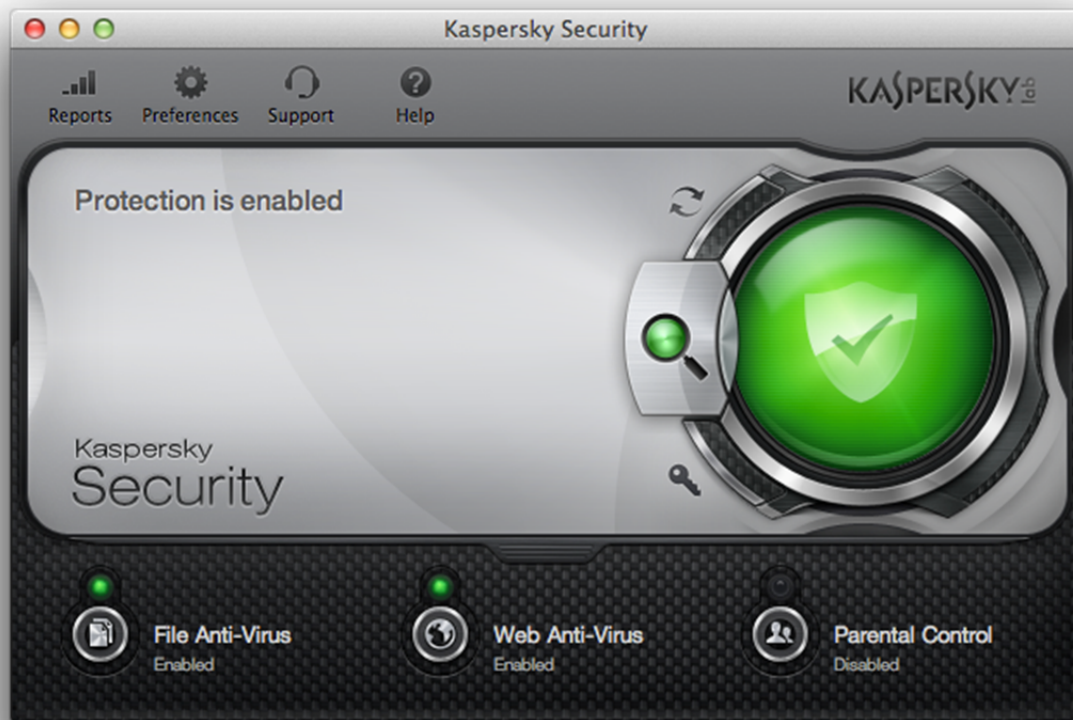 Kaspersky Security
Reports Preferences Support Help
KASPERSKY lab
Protection is enabled
Kaspersky
Security
File Anti-Virus
Enabled
Web Anti-Virus
Enabled
Parental Control
Disabled